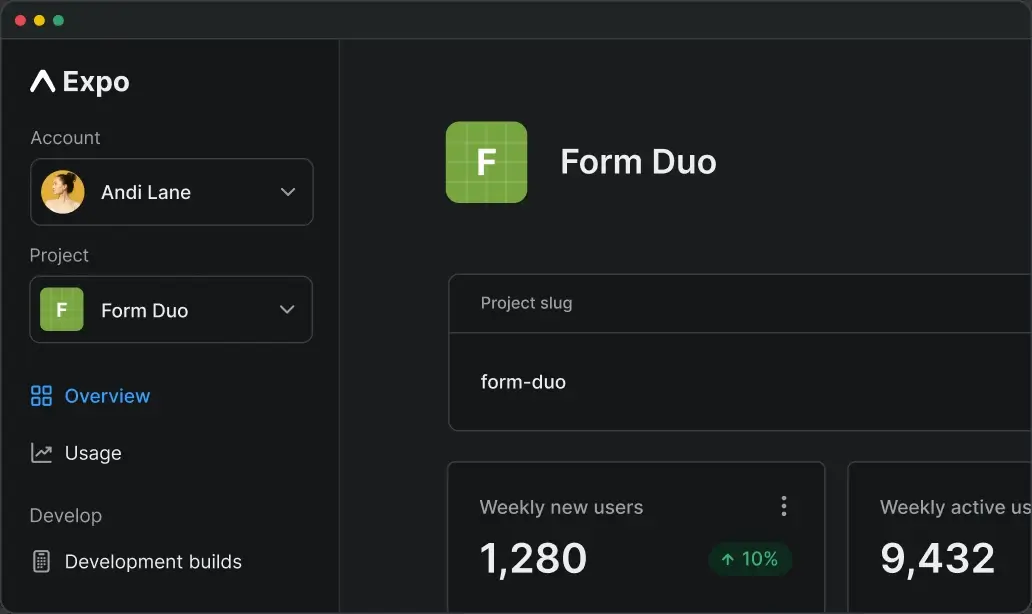 Expo
Account
Andi Lane
Project
F
Form Duo
Overview
Usage
Develop
Development builds
F
Form Duo
Project slug
form-duo
Weekly new users
1,280
10%
Weekly active us
9,432